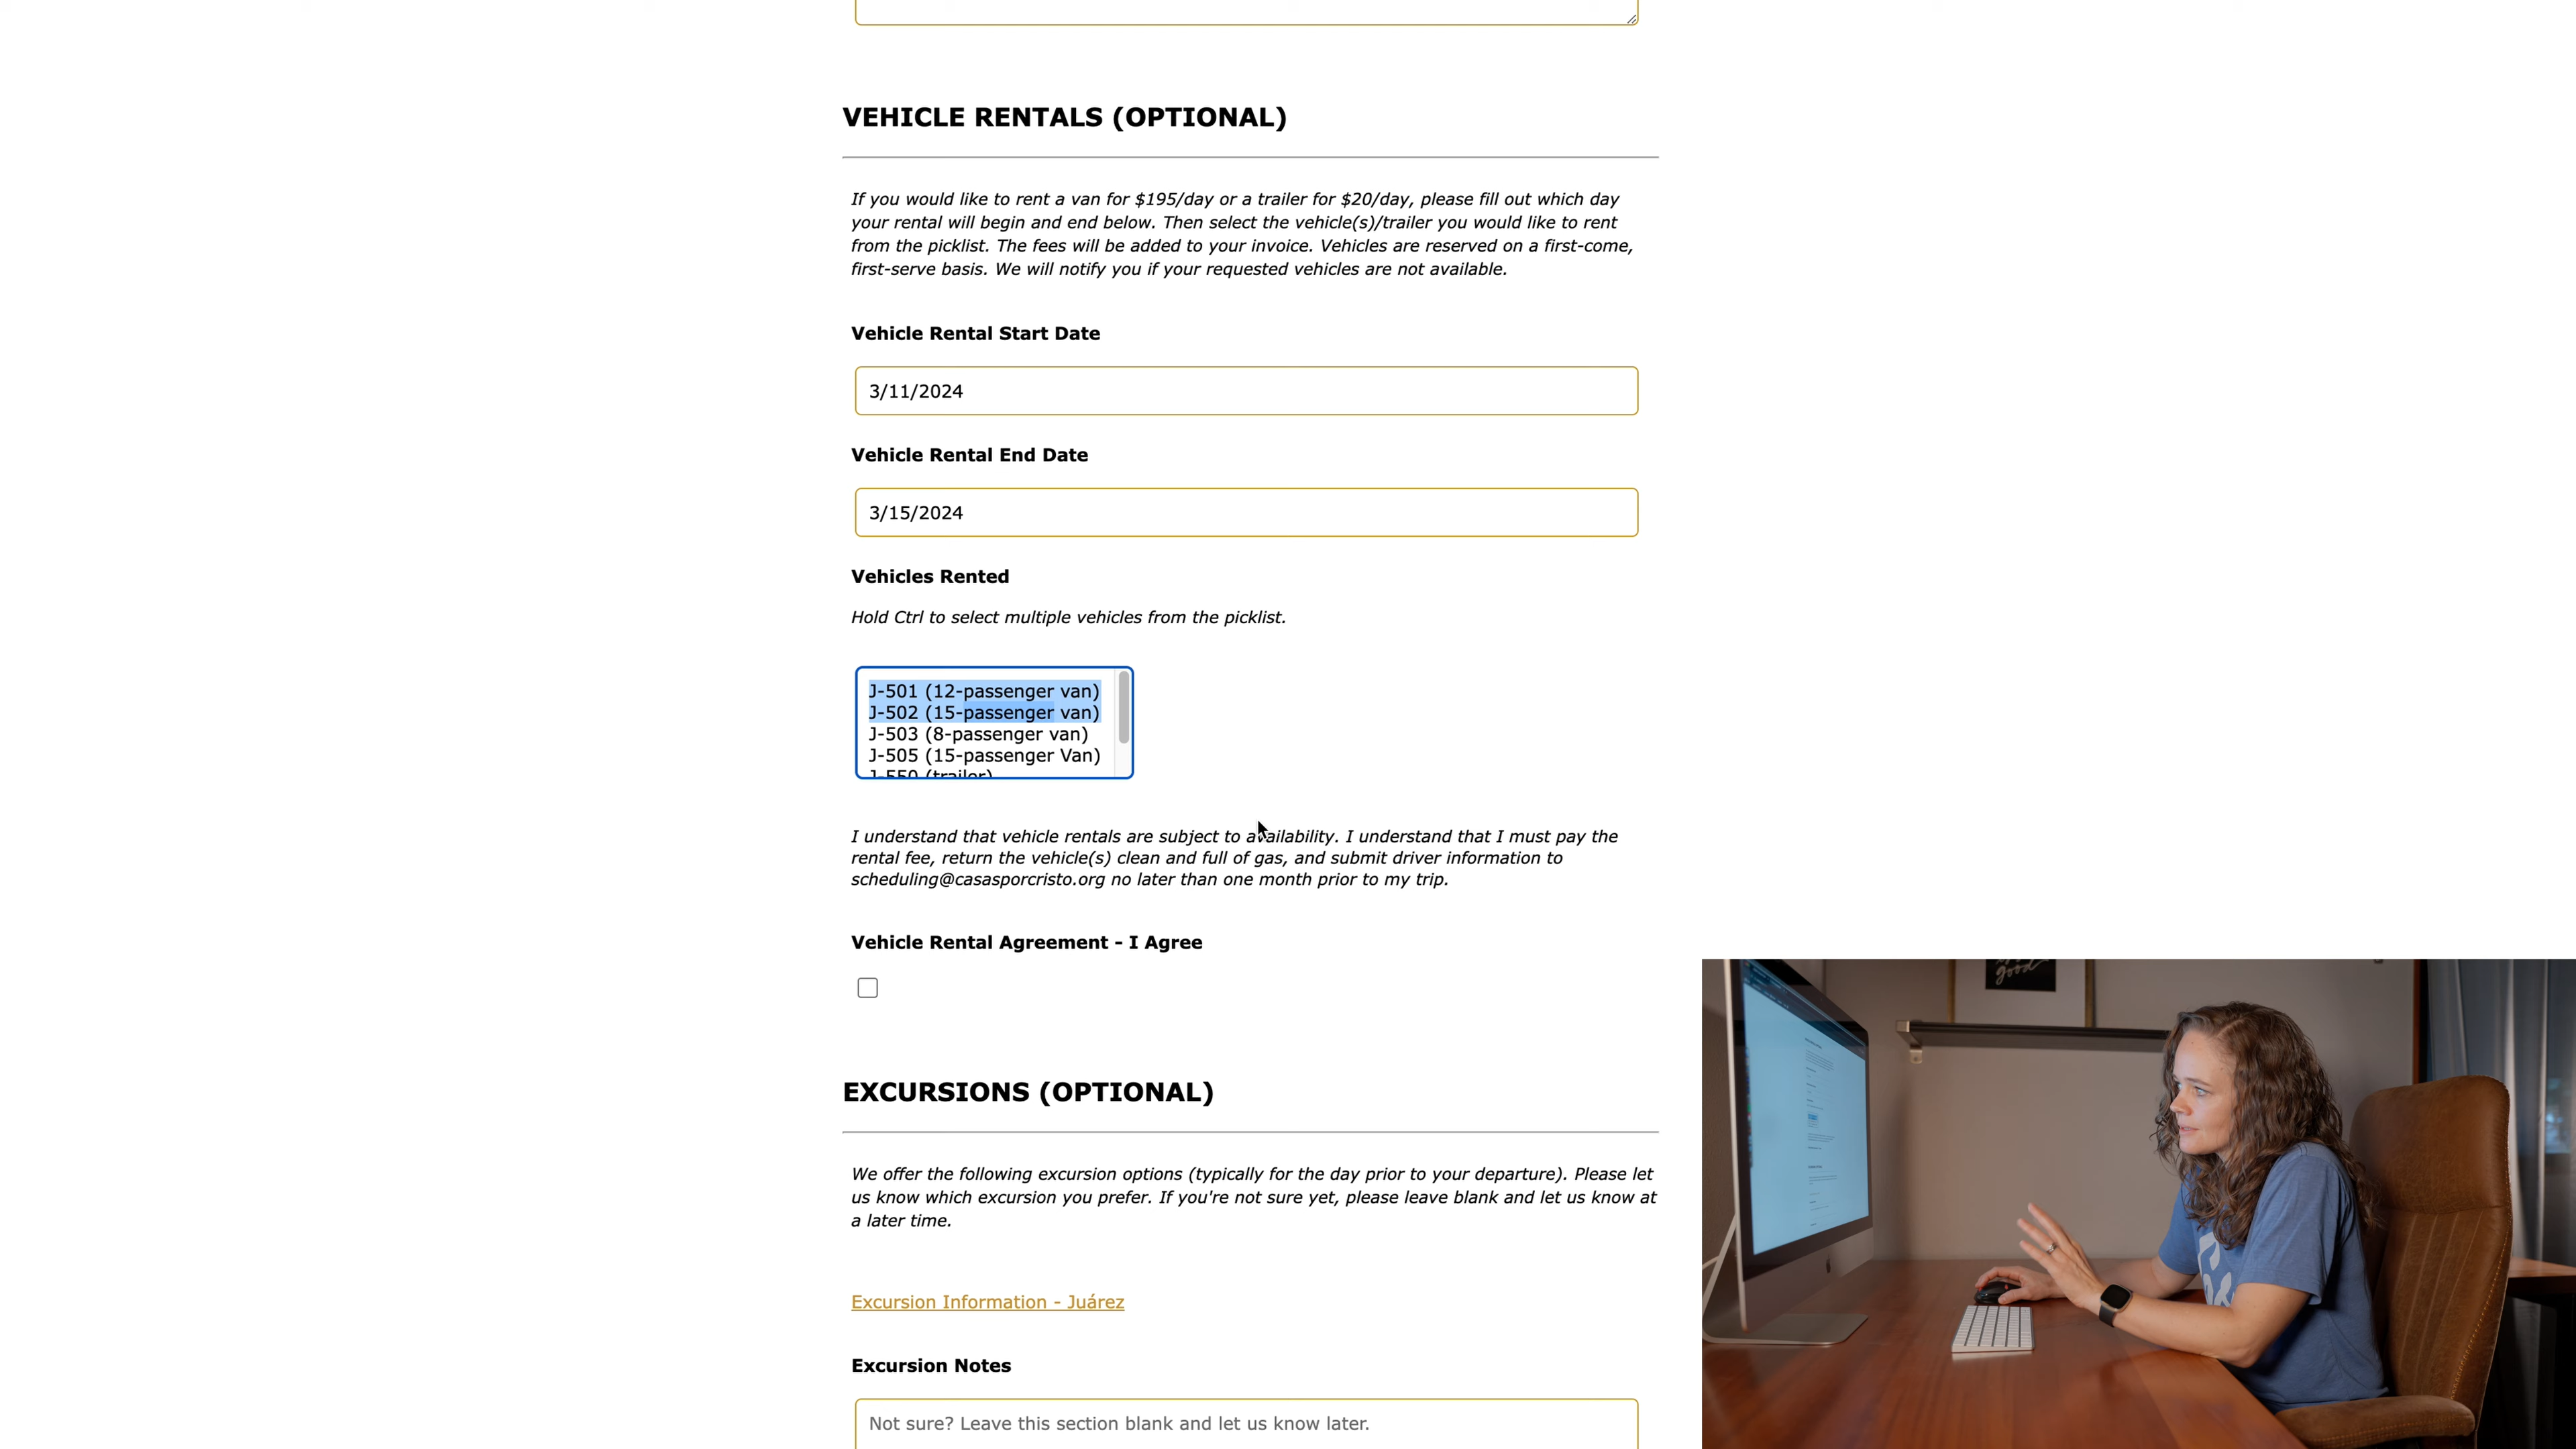 VEHICLE RENTALS (OPTIONAL)
If you would like to rent a van for $195/day or a trailer for $20/day, please fill out which day
your rental will begin and end below. Then select the vehicle(s)/trailer you would like to rent
from the picklist. The fees will be added to your invoice. Vehicles are reserved on a first-come,
first-serve basis. We will notify you if your requested vehicles are not available.
Vehicle Rental Start Date
3/11/2024
Vehicle Rental End Date
3/15/2024
Vehicles Rented
Hold Ctrl to select multiple vehicles from the picklist.
J-501 (12-passenger van)
J-502 (15-passenger van)
J-503 (8-passenger van)
J-505 (15-passenger Van)
J-550 (trailer)
I understand that vehicle rentals are subject to availability. I understand that I must pay the
rental fee, return the vehicle(s) clean and full of gas, and submit driver information to
scheduling@casasporcristo.org no later than one month prior to my trip.
Vehicle Rental Agreement - I Agree
EXCURSIONS (OPTIONAL)
We offer the following excursion options (typically for the day prior to your departure). Please let
us know which excursion you prefer. If you're not sure yet, please leave blank and let us know at
a later time.
Excursion Information - Juárez
Excursion Notes
Not sure? Leave this section blank and let us know later.
good